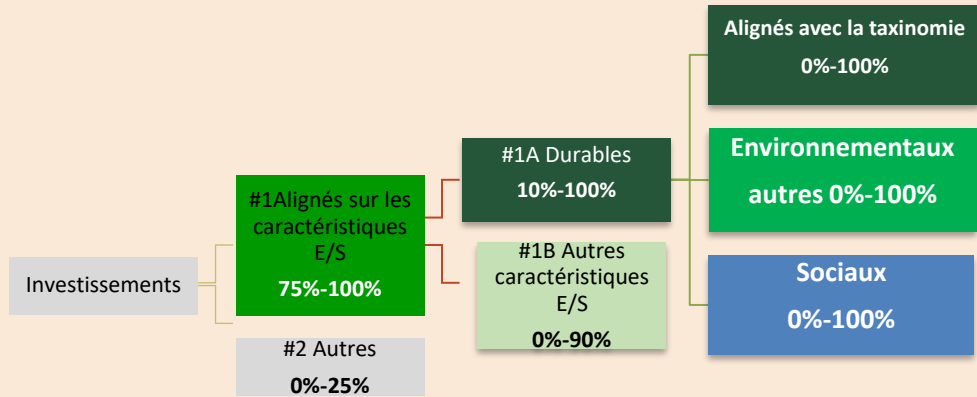 Investissements
#1Alignés sur les
caractéristiques
E/S
75%-100%
#2 Autres
0%-25%
#1A Durables
10%-100%
#1B Autres
caractéristiques
E/S
0%-90%
Alignés avec la taxinomie
0%-100%
Environnementaux
autres 0%-100%
Sociaux
0%-100%